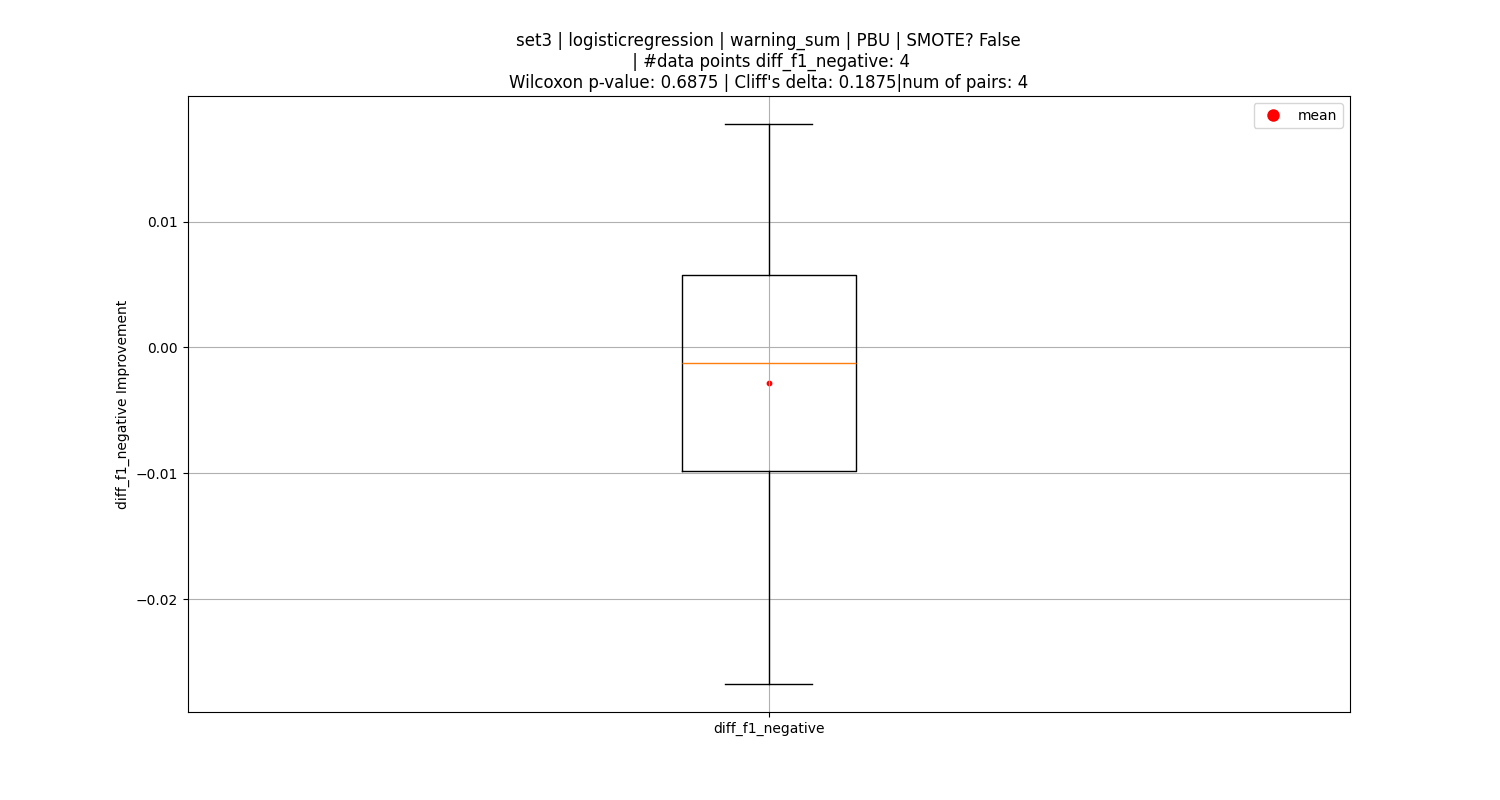 set3 | logisticregression | warning_sum | PBU | SMOTE? False
| #data points diff_f1_negative: 4
Wilcoxon p-value: 0.6875 | Cliff's delta: 0.1875|num of pairs: 4
mean
0.01
0.00
−0.01
−0.02
diff_f1_negative Improvement
diff_f1_negative